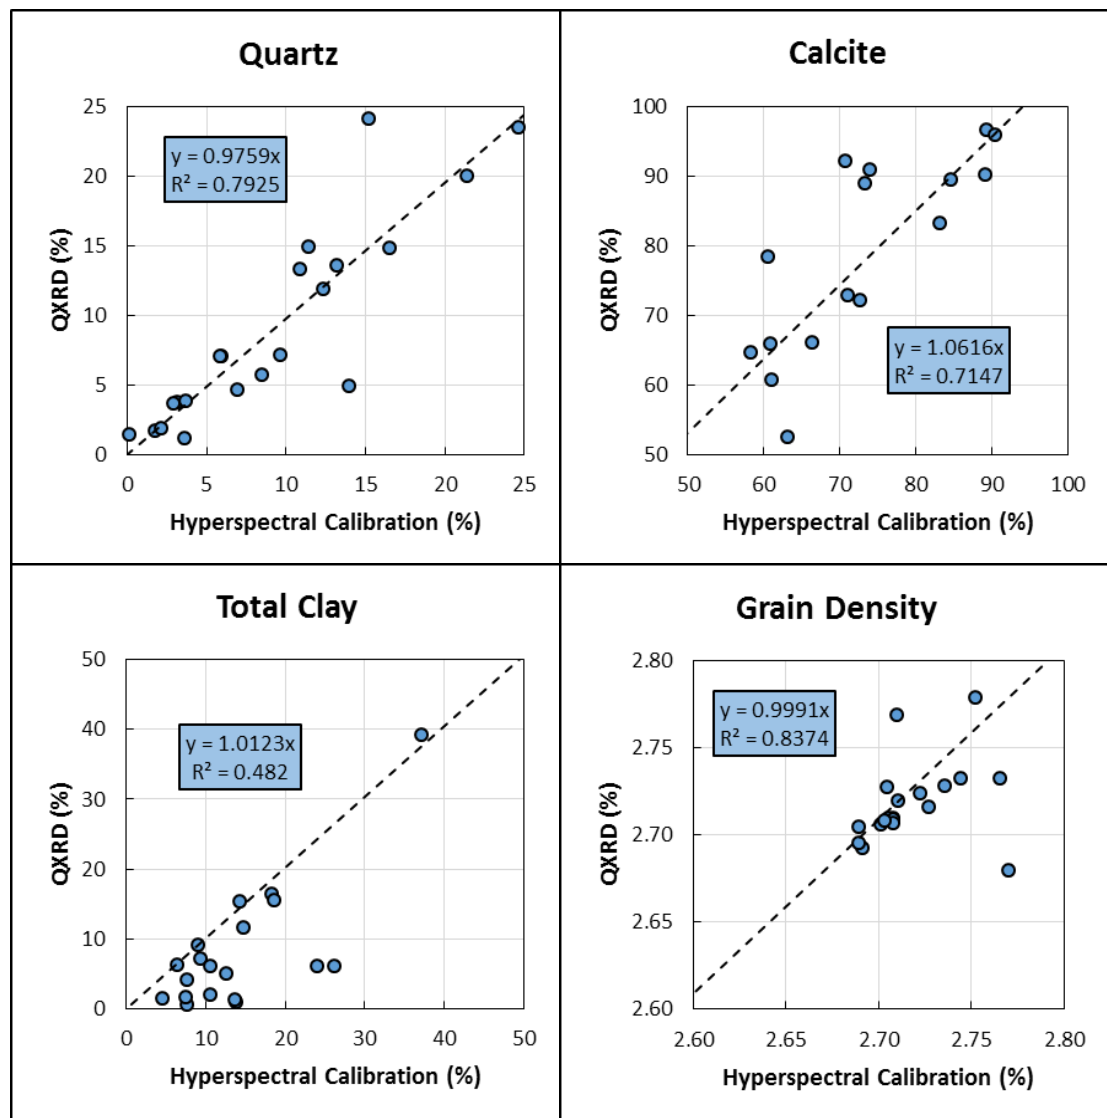 Quartz
25
20
15
10
5
0
QXRD (%)
y = 0.9759x
R² = 0.7925
0 5 10 15 20 25
Hyperspectral Calibration (%)
Calcite
100
90
80
70
60
50
QXRD (%)
y = 1.0616x
R² = 0.7147
50 60 70 80 90 100
Hyperspectral Calibration (%)
Total Clay
50
40
30
20
10
0
QXRD (%)
y = 1.0123x
R² = 0.482
0 10 20 30 40 50
Hyperspectral Calibration (%)
Grain Density
2.80
2.75
2.70
2.65
2.60
QXRD (%)
y = 0.9991x
R² = 0.8374
2.60 2.65 2.70 2.75 2.80
Hyperspectral Calibration (%)